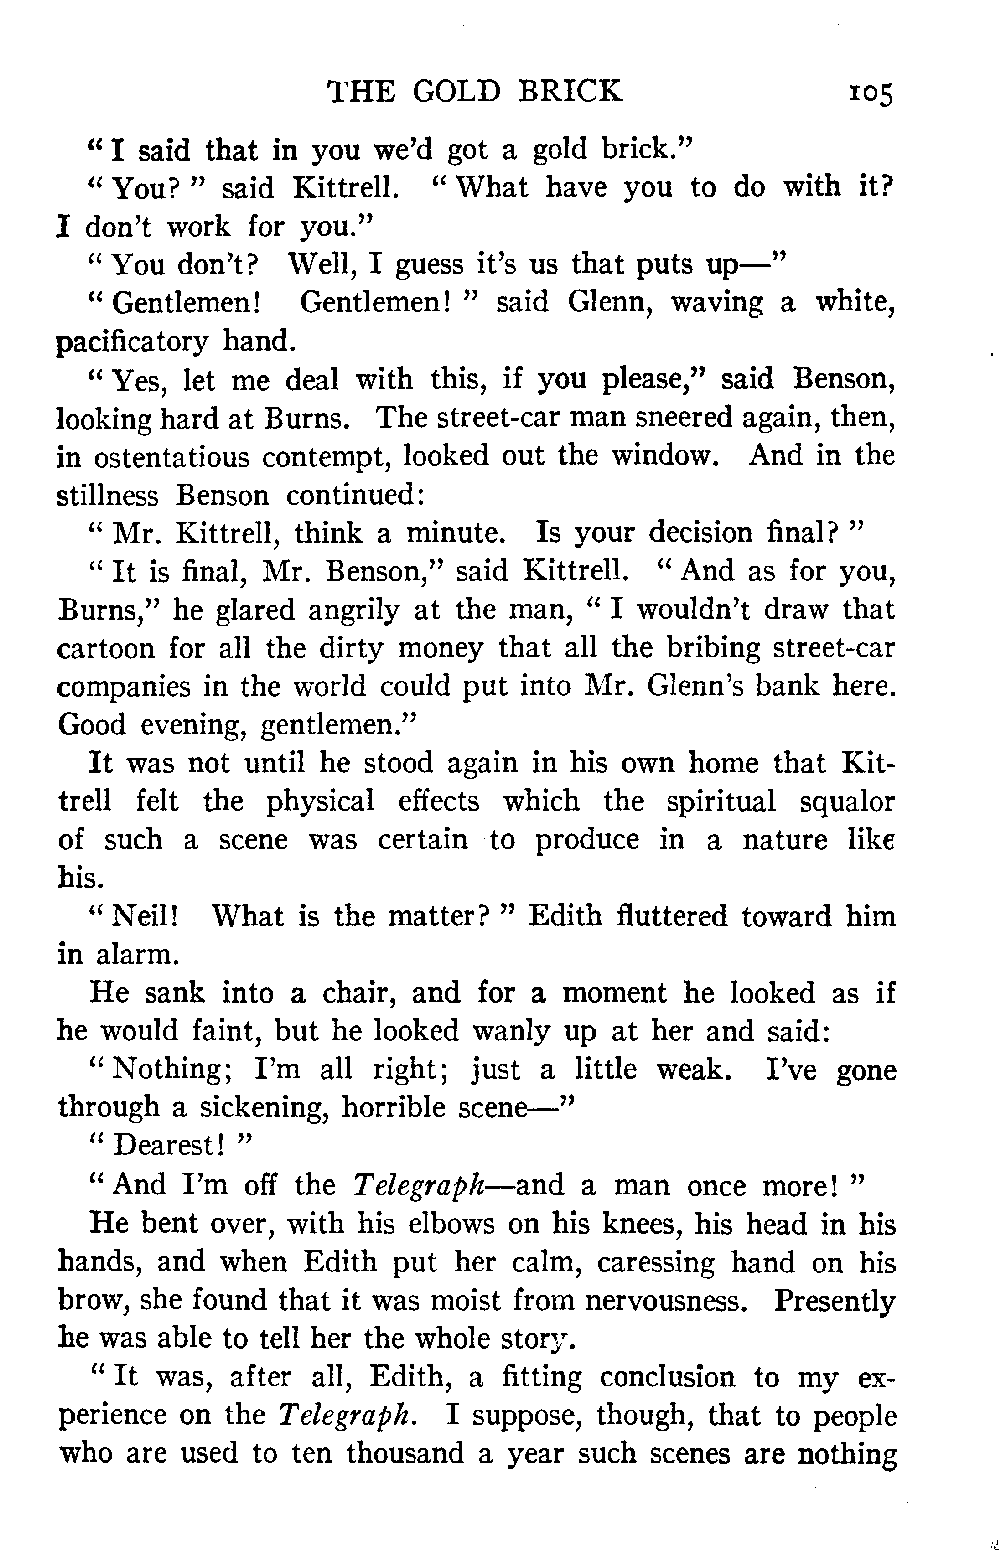 THE GOLD BRICK 105
“ I said that in you we’d got a gold brick.”
“ You? ” said Kittrell. “ What have you to do with it?
I don’t work for you.”
“ You don’t? Well, I guess it’s us that puts up—”
“ Gentlemen! Gentlemen! ” said Glenn, waving a white,
pacificatory hand.
“ Yes, let me deal with this, if you please,” said Benson,
looking hard at Burns. The street-car man sneered again, then,
in ostentatious contempt, looked out the window. And in the
stillness Benson continued:
“ Mr. Kittrell, think a minute. Is your decision final? ”
“ It is final, Mr. Benson,” said Kittrell. “ And as for you,
Burns,” he glared angrily at the man, “ I wouldn’t draw that
cartoon for all the dirty money that all the bribing street-car
companies in the world could put into Mr. Glenn’s bank here.
Good evening, gentlemen.”
It was not until he stood again in his own home that Kit-
trell felt the physical effects which the spiritual squalor
of such a scene was certain to produce in a nature like
his.
“ Neil! What is the matter? ” Edith fluttered toward him
in alarm.
He sank into a chair, and for a moment he looked as if
he would faint, but he looked wanly up at her and said:
“ Nothing; I’m all right; just a little weak. I’ve gone
through a sickening, horrible scene—”
“ Dearest! ”
“ And I’m off the Telegraph—and a man once more! ”
He bent over, with his elbows on his knees, his head in his
hands, and when Edith put her calm, caressing hand on his
brow, she found that it was moist from nervousness. Presently
he was able to tell her the whole story.
“ It was, after all, Edith, a fitting conclusion to my ex-
perience on the Telegraph. I suppose, though, that to people
who are used to ten thousand a year such scenes are nothing